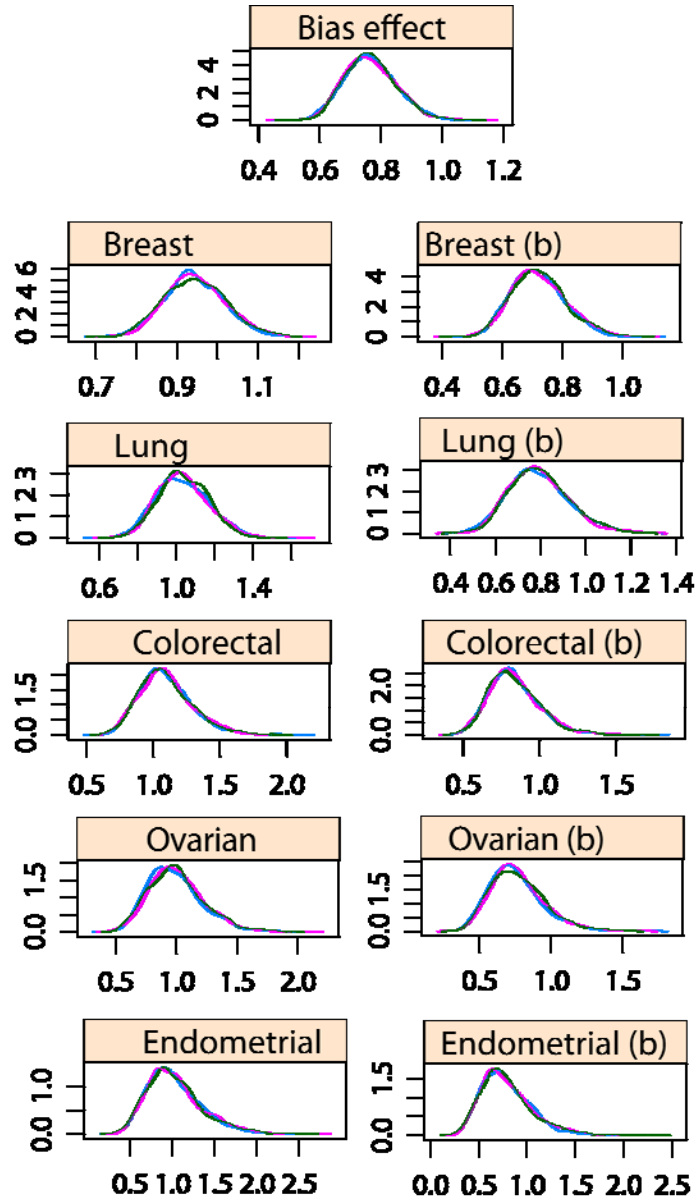 Bias effect
0 2 4
0.4 0.6 0.8 1.0 1.2
Breast
0 2 4 6
0.7 0.9 1.1
Breast (b)
0 2 4
0.4 0.6 0.8 1.0
Lung
0 1 2 3
0.6 1.0 1.4
Lung (b)
0 1 2 3
0.4 0.6 0.8 1.0 1.2 1.4
Colorectal
0.0 1.5
0.5 1.0 1.5 2.0
Colorectal (b)
0.0 2.0
0.5 1.0 1.5
Ovarian
0.0 1.5
0.5 1.0 1.5 2.0
Ovarian (b)
0.0 1.5
0.5 1.0 1.5
Endometrial
0.0 1.0
0.5 1.0 1.5 2.0 2.5
Endometrial (b)
0.0 1.5
0.0 0.5 1.0 1.5 2.0 2.5